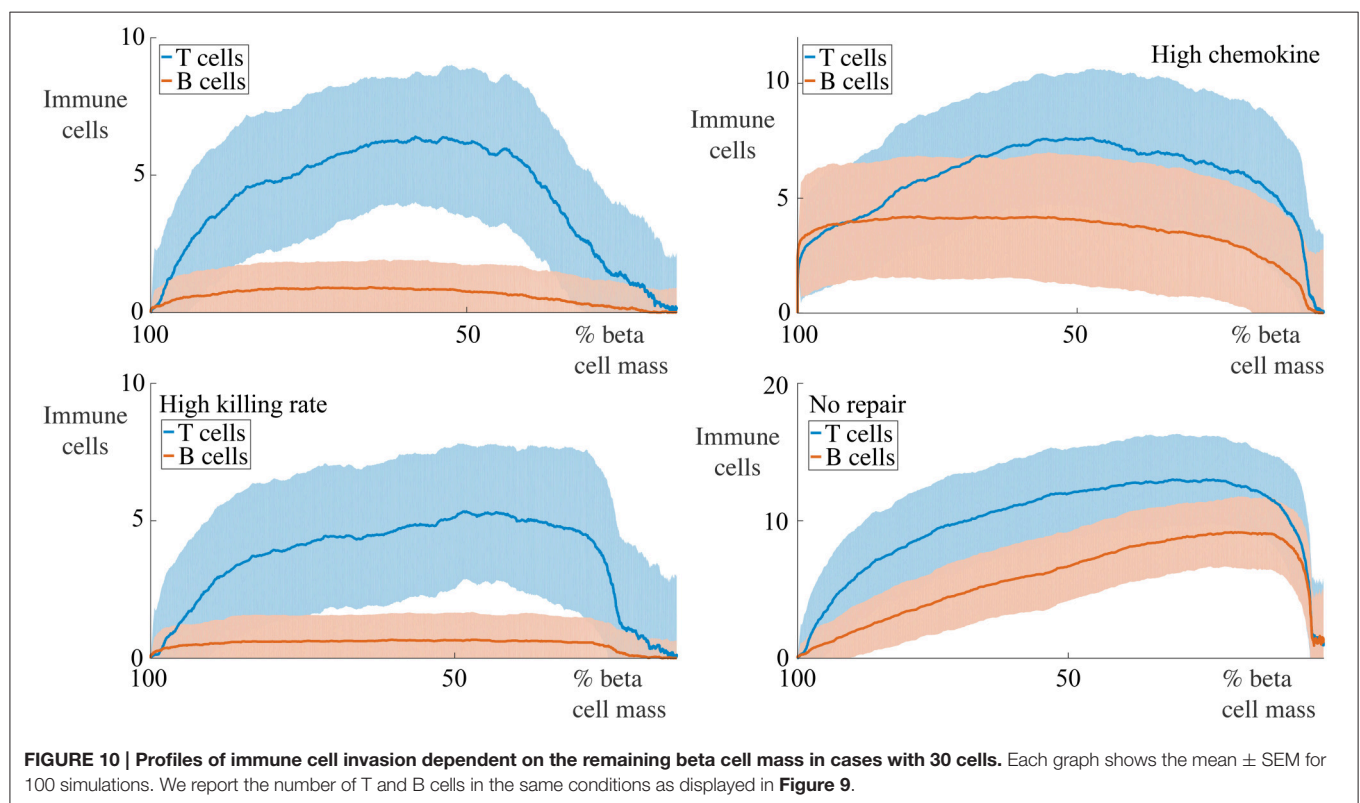 10
T cells
B cells
Immune
cells
5
0
100
50
% beta
cell mass
High chemokine
10
T cells
B cells
Immune
cells
5
0
100
50
% beta
cell mass
10
High killing rate
Immune
cells
T cells
B cells
5
0
100
50
% beta
cell mass
20
No repair
Immune
cells
T cells
B cells
10
0
100
50
% beta
cell mass
FIGURE 10 | Profiles of immune cell invasion dependent on the remaining beta cell mass in cases with 30 cells. Each graph shows the mean ± SEM for
100 simulations. We report the number of T and B cells in the same conditions as displayed in Figure 9.